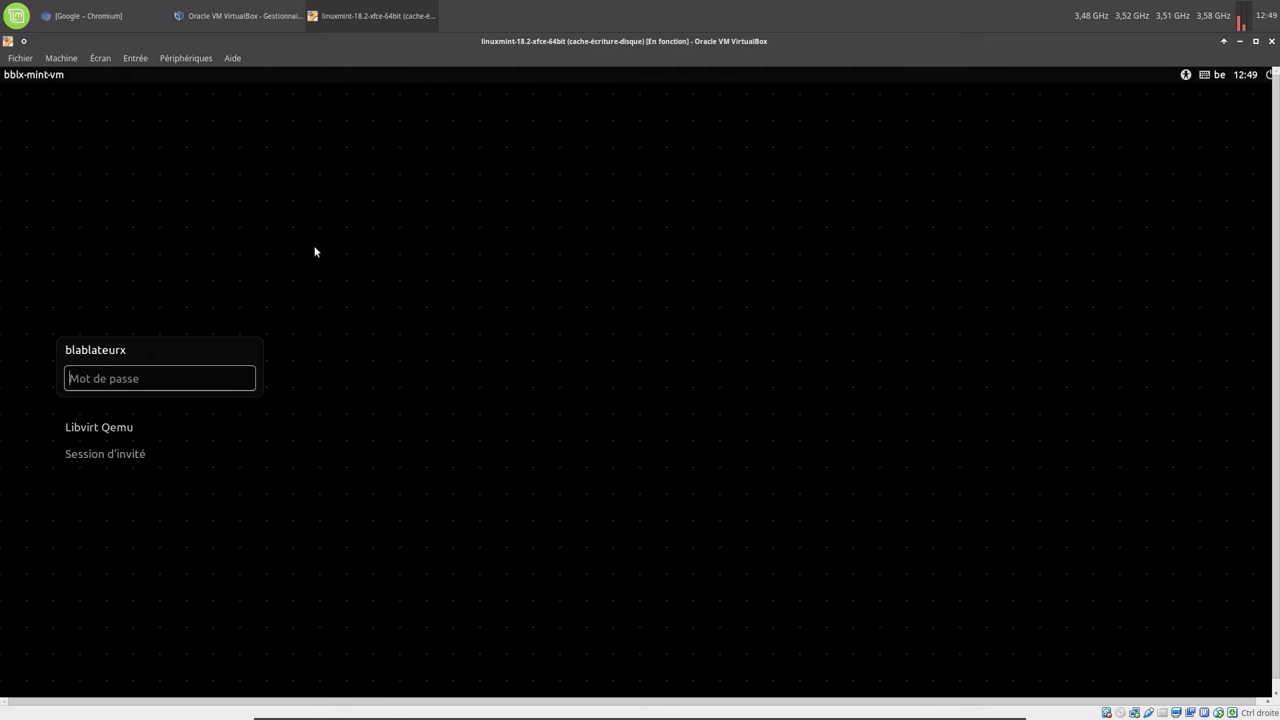 [Google – Chromium]
Oracle VM VirtualBox - Gestionnai...
linuxmint-18.2-xfce-64bit (cache-é...
3,48 GHz 3,52 GHz 3,51 GHz 3,58 GHz
12:49
linuxmint-18.2-xfce-64bit (cache-écriture-disque) [En fonction] - Oracle VM VirtualBox
Fichier Machine Écran Entrée Périphériques Aide
bblx-mint-vm
be 12:49
blablateurx
Mot de passe
Libvirt Qemu
Session d'invité
Ctrl droite